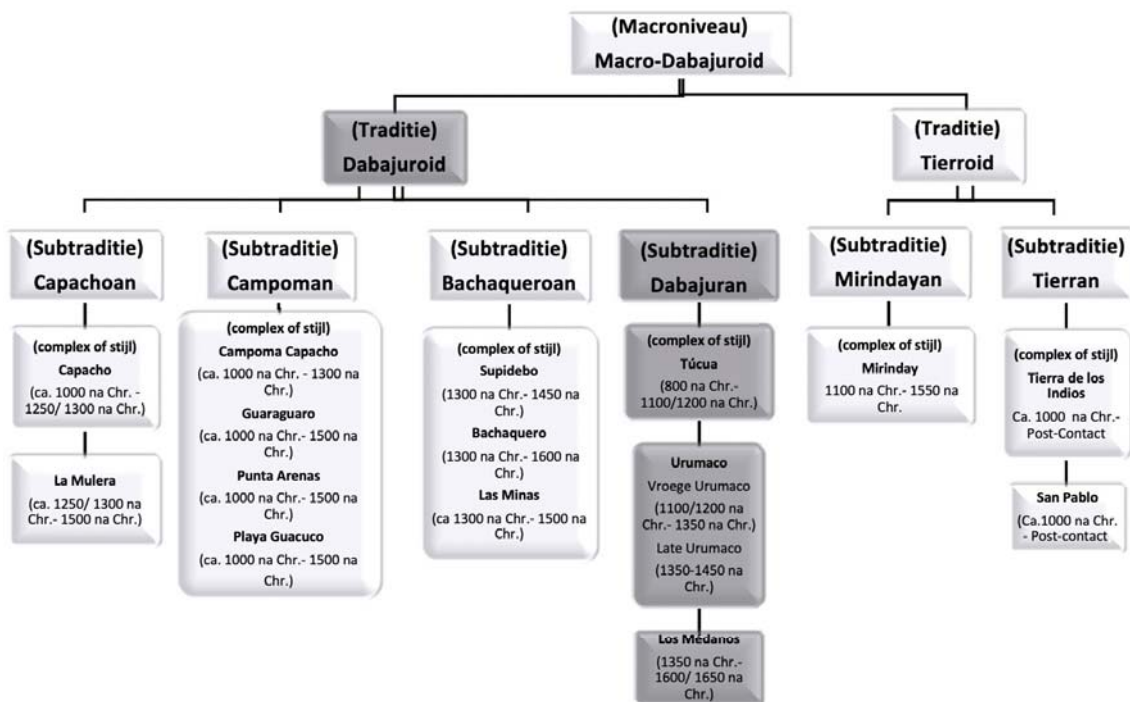 (Macroniveau)
Macro-Dabajuroid
(Traditie)
Dabajuroid
(Traditie)
Tierroid
(Subtraditie)
Capachoan
(Subtraditie)
Campoman
(Subtraditie)
Bachaqueroan
(Subtraditie)
Dabajuran
(Subtraditie)
Mirindayan
(Subtraditie)
Tierran
(complex of stijl)
Capacho
(ca. 1000 na Chr. -
1250/ 1300 na Chr.)
La Mulera
(ca. 1250/ 1300 na
Chr.- 1500 na Chr.)
(complex of stijl)
Campoma Capacho
(ca. 1000 na Chr. - 1300 na
Chr.)
Guaraguaro
(ca. 1000 na Chr.- 1500 na
Chr.)
Punta Arenas
(ca. 1000 na Chr.- 1500 na
Chr.)
Playa Guacuco
(ca. 1000 na Chr.- 1500 na
Chr.)
(complex of stijl)
Supidebo
(1300 na Chr.- 1450 na
Chr.)
Bachaquero
(1300 na Chr.- 1600 na
Chr.)
Las Minas
(ca 1300 na Chr.- 1500 na
Chr.)
(complex of stijl)
Túcua
(800 na Chr.-
1100/1200 na Chr.)
Urumaco
Vroege Urumaco
(1100/1200 na
Chr.- 1350 na Chr.)
Late Urumaco
(1350-1450 na
Chr.)
Los Médanos
(1350 na Chr.-
1600/ 1650 na
Chr.)
(complex of stijl)
Mirinday
1100 na Chr.- 1550 na
Chr.
(complex of stijl)
Tierra de los
Indios
Ca. 1000 na Chr.-
Post-Contact
San Pablo
(Ca.1000 na Chr.
- Post-contact